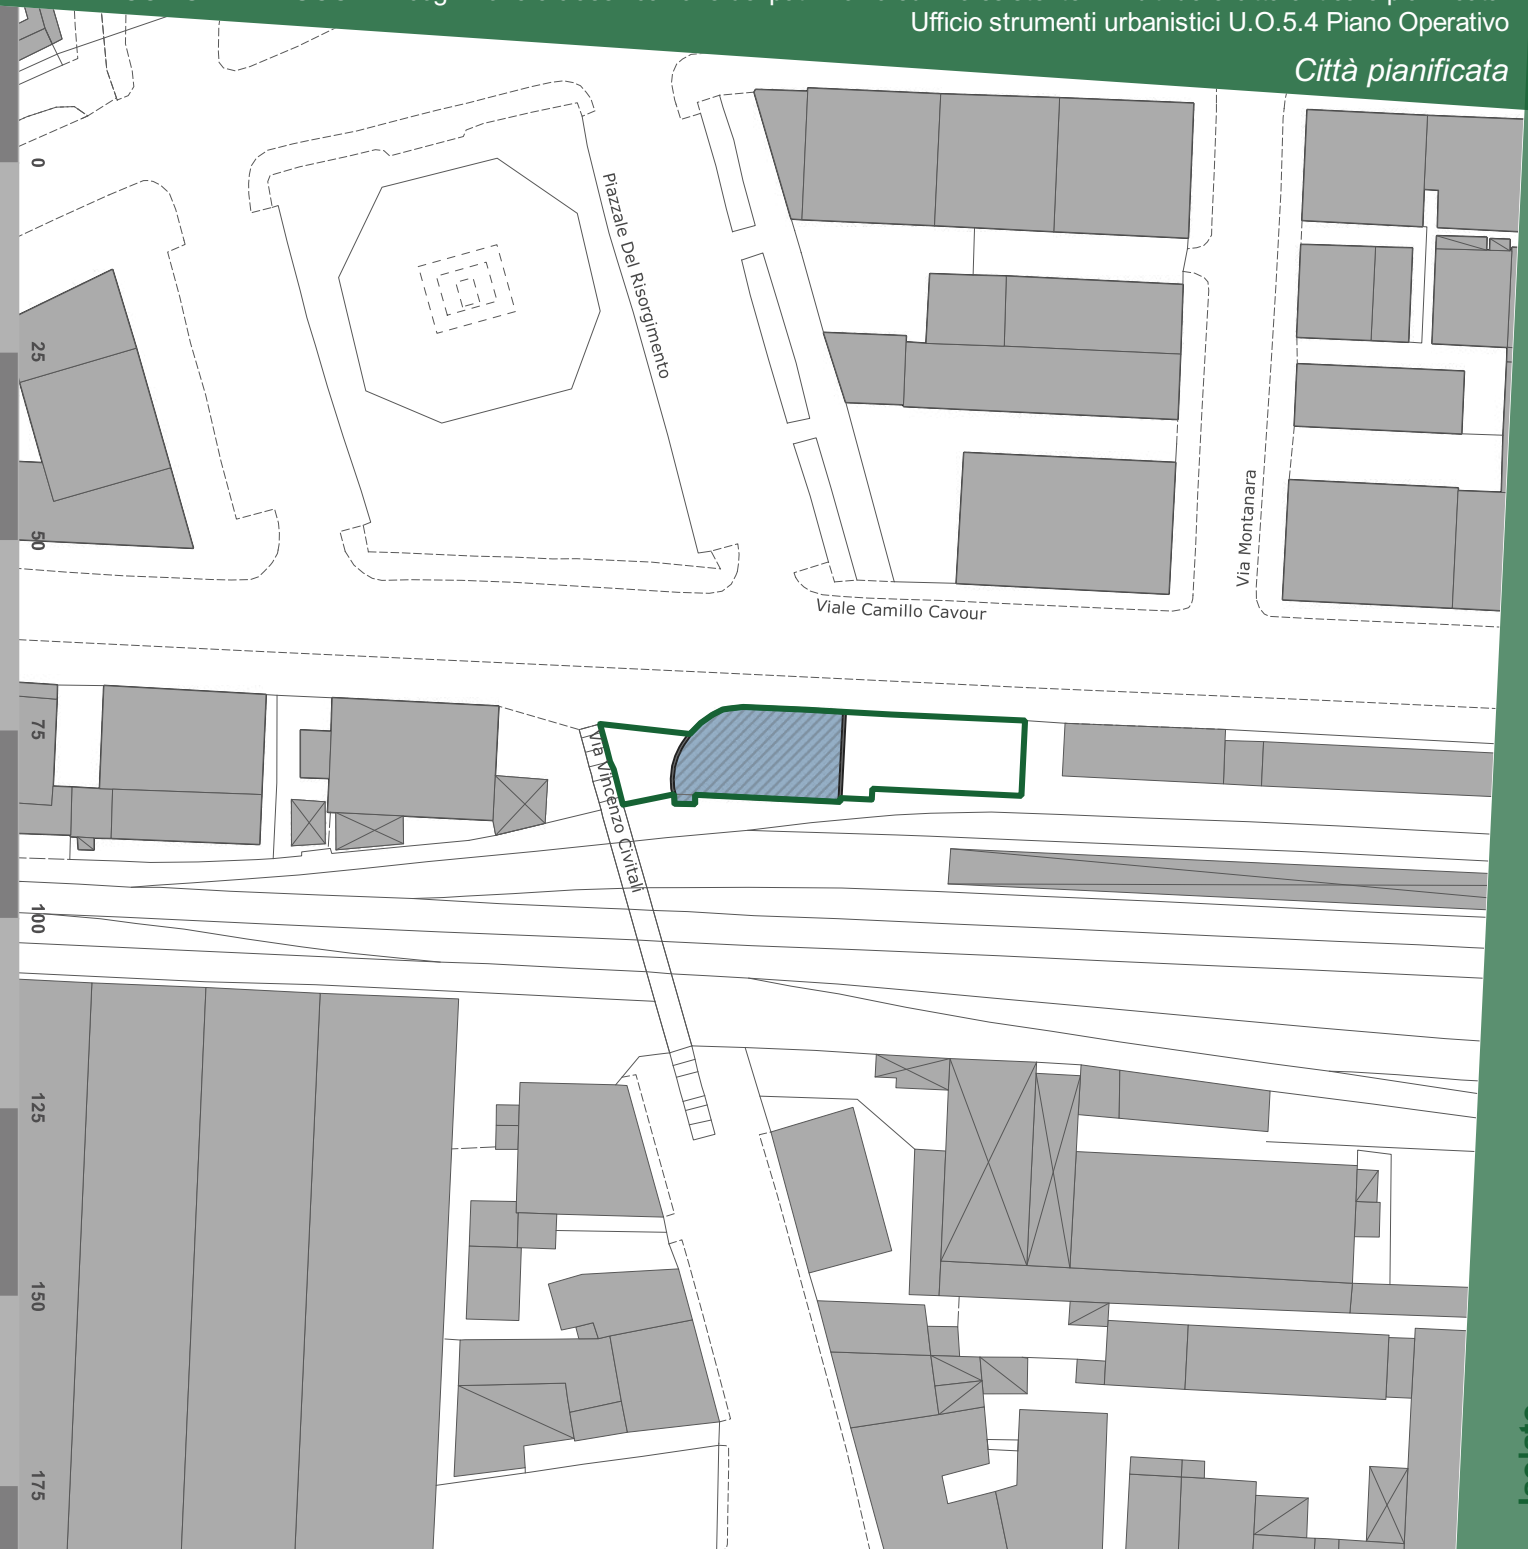 Ufficio strumenti urbanistici U.O.5.4 Piano Operativo
Città pianificata
0
25
50
75
100
125
150
175
Piazzale Del Risorgimento
Via Montanara
Viale Camillo Cavour
Via Vincenzo Civitali